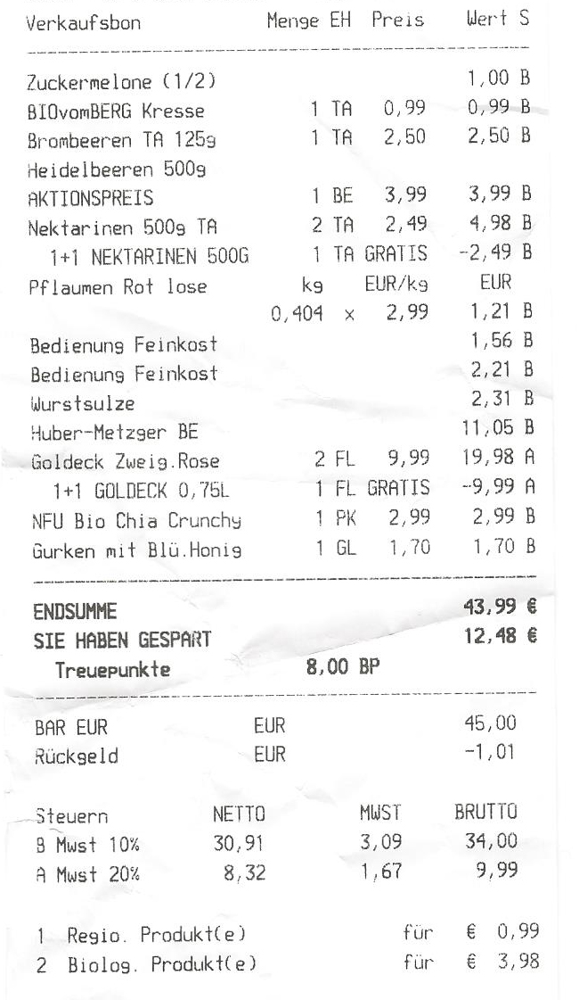 Verkaufsbon Menge EH Preis Wert S
Zuckermelone (1/2) 1,00 B
BIOvomBERG Kresse 1 TA 0,99 0,99 B
Brombeeren TA 125g 1 TA 2,50 2,50 B
Heidelbeeren 500g
AKTIONSPREIS 1 BE 3,99 3,99 B
Nektarinen 500g TA 2 TA 2,49 4,98 B
1+1 NEKTARINEN 500G 1 TA GRATIS -2,49 B
Pflaumen Rot lose kg EUR/kg EUR
0,404 x 2,99 1,21 B
Bedienung Feinkost 1,56 B
Bedienung Feinkost 2,21 B
Wurstsulze 2,31 B
Huber-Metzger BE 11,05 B
Goldeck Zweig.Rose 2 FL 9,99 19,98 A
1+1 GOLDECK 0,75L 1 FL GRATIS -9,99 A
NFU Bio Chia Crunchy 1 PK 2,99 2,99 B
Gurken mit Blü.Honig 1 GL 1,70 1,70 B
ENDSUMME 43,99 €
SIE HABEN GESPART 12,48 €
Treuepunkte 8,00 BP
BAR EUR EUR 45,00
Rückgeld EUR -1,01
Steuern NETTO MWST BRUTTO
B Mwst 10% 30,91 3,09 34,00
A Mwst 20% 8,32 1,67 9,99
1 Regio. Produkt(e) für € 0,99
2 Biolog. Produkt(e) für € 3,98